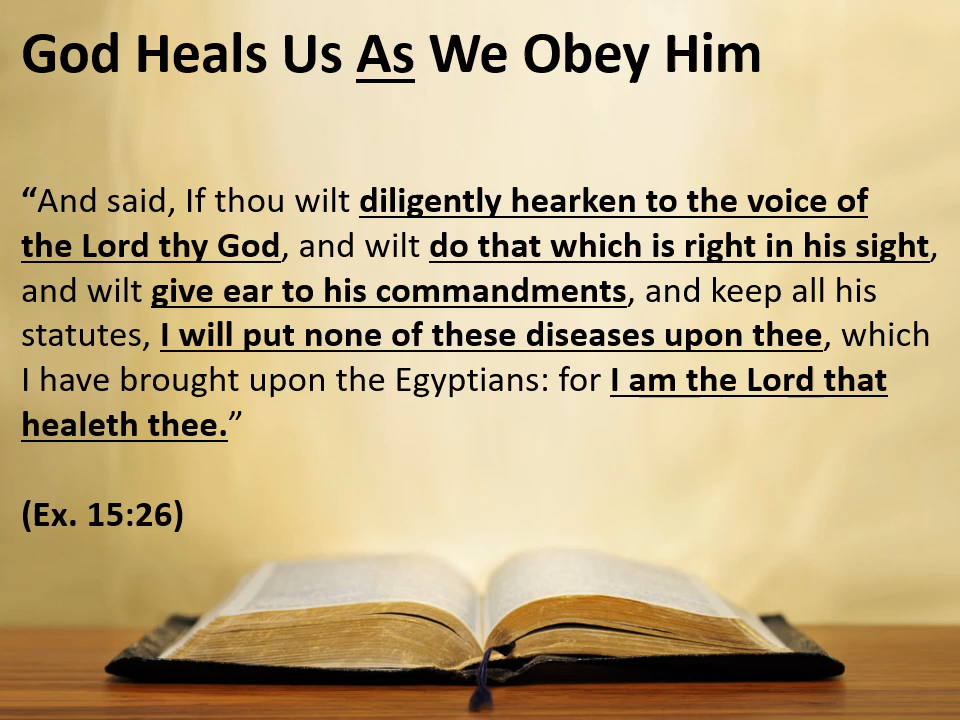 God Heals Us As We Obey Him
“And said, If thou wilt diligently hearken to the voice of
the Lord thy God, and wilt do that which is right in his sight,
and wilt give ear to his commandments, and keep all his
statutes, I will put none of these diseases upon thee, which
I have brought upon the Egyptians: for I am the Lord that
healeth thee.”
(Ex. 15:26)